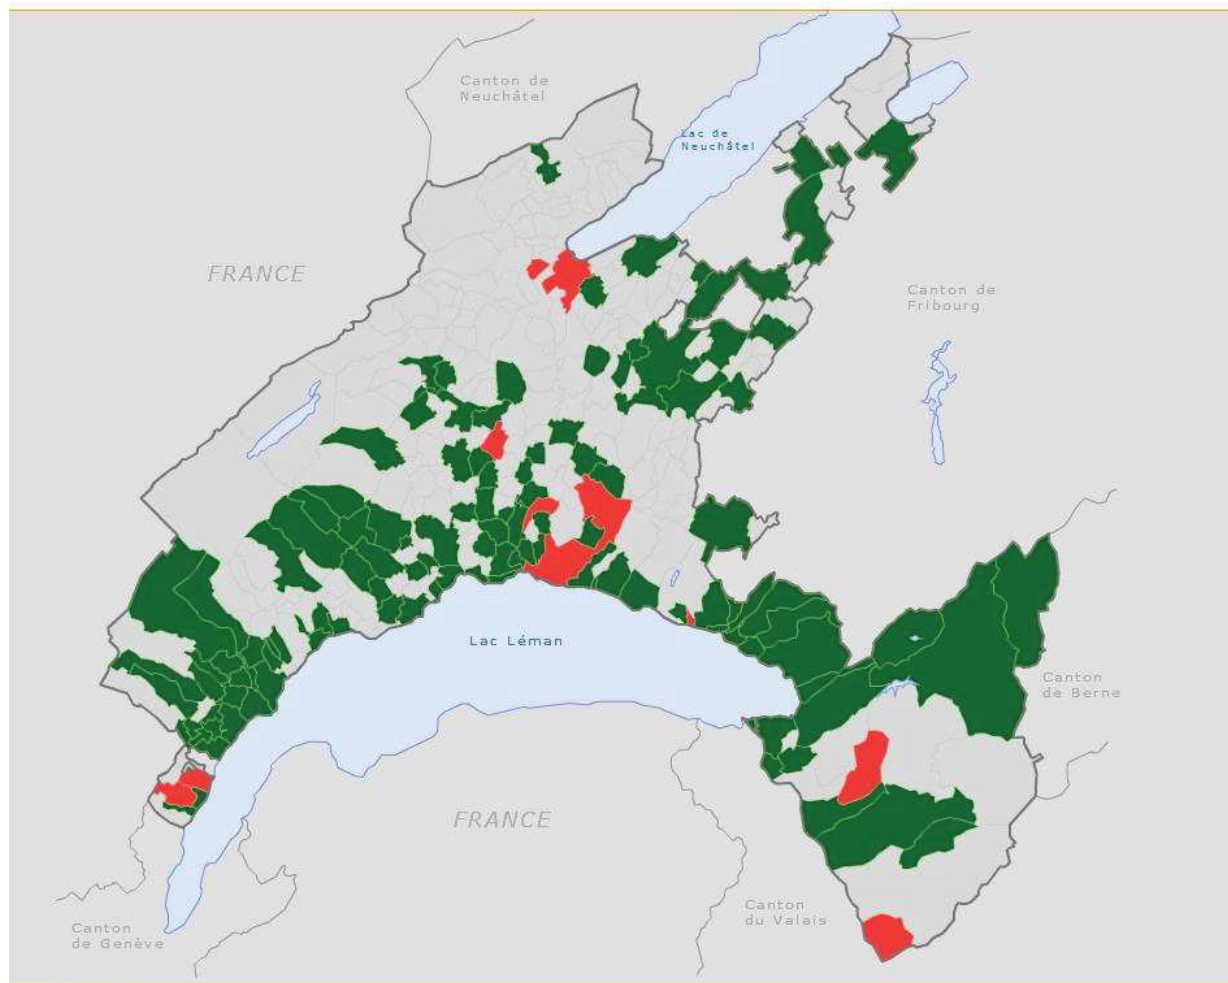 Canton de
Neuchâtel
Lac de
Neuchâtel
FRANCE
Canton de
Fribourg
Lac Léman
Canton
de Berne
FRANCE
Canton
du Valais
Canton
de Genève